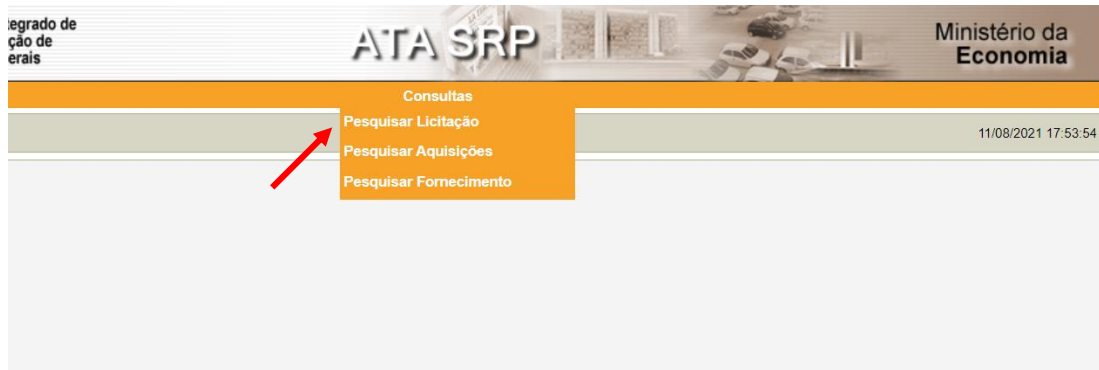 tegrado de
ção de
erais
ATA SRP
Ministério da
Economia
Consultas
Pesquisar Licitação
Pesquisar Aquisições
Pesquisar Fornecimento
11/08/2021 17:53:54